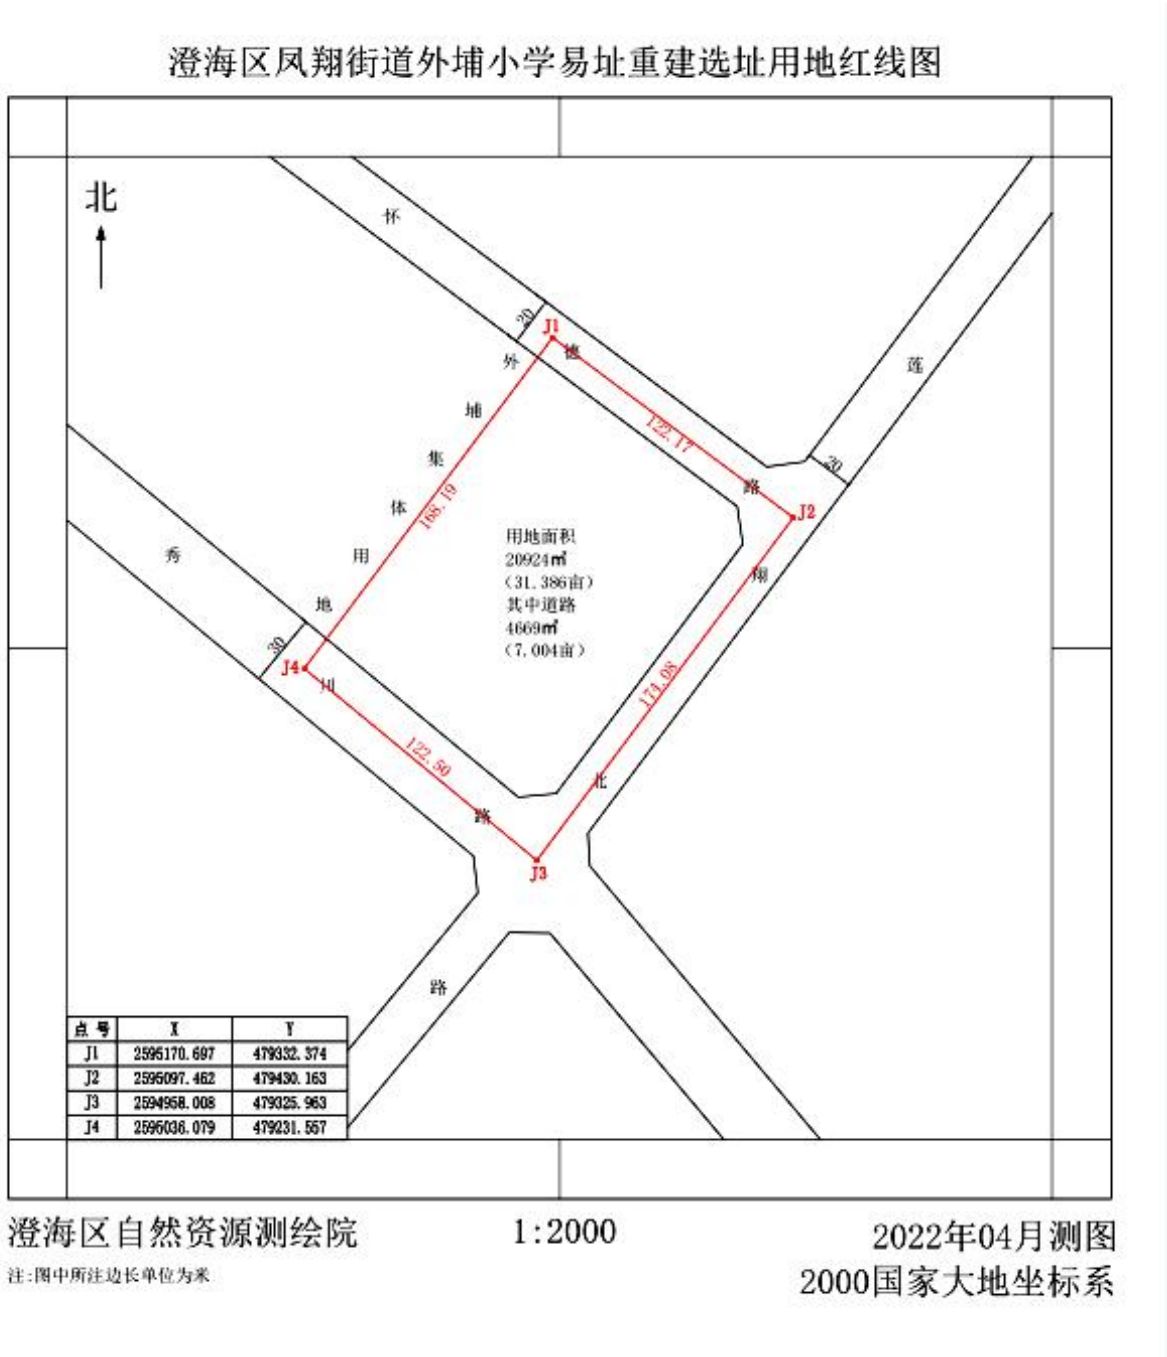 澄海区凤翔街道外埔小学易址重建选址用地红线图
北
怀
德
路
20
J1
外
埔
集
体
用
地
122.17
莲
20
J2
翔
168.19
用地面积
20924㎡
(31.386亩)
其中道路
4669㎡
(7.004亩)
秀
川
路
30
J4
174.08
122.50
北
J3
路
点 号 X Y
J1 2595170.697 479332.374
J2 2595097.462 479430.163
J3 2594958.008 479325.963
J4 2595036.079 479231.557
澄海区自然资源测绘院
1:2000
2022年04月测图
注:图中所注边长单位为米
2000国家大地坐标系